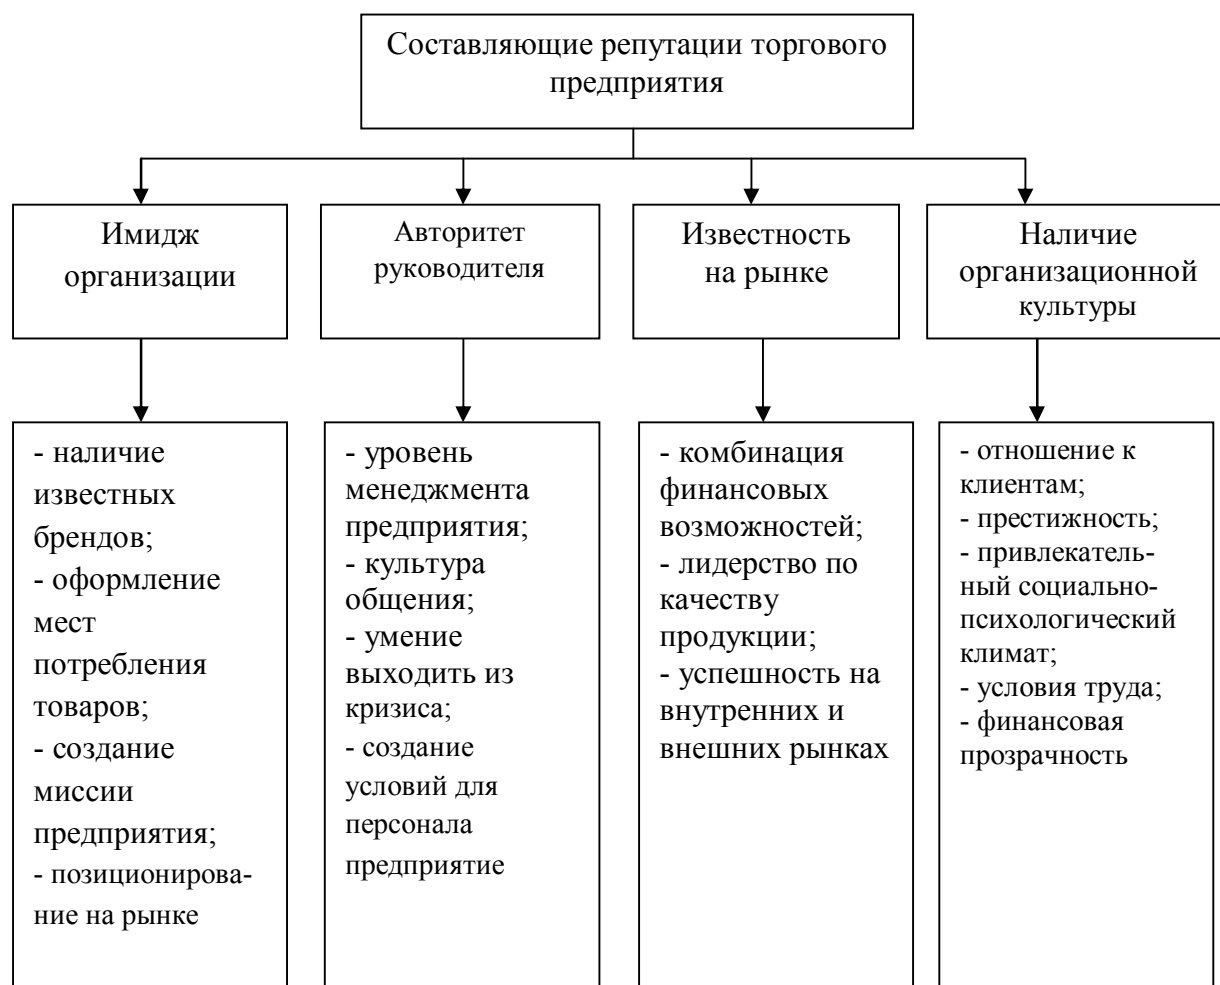 Составляющие репутации торгового
предприятия
Имидж
организации
Авторитет
руководителя
Известность
на рынке
Наличие
организационной
культуры
- наличие
известных
брендов;
- оформление
мест
потребления
товаров;
- создание
миссии
предприятия;
- позиционирова-
ние на рынке
- уровень
менеджмента
предприятия;
- культура
общения;
- умение
выходить из
кризиса;
- создание
условий для
персонала
предприятие
- комбинация
финансовых
возможностей;
- лидерство по
качеству
продукции;
- успешность на
внутренних и
внешних рынках
- отношение к
клиентам;
- престижность;
- привлекатель-
ный социально-
психологический
климат;
- условия труда;
- финансовая
прозрачность